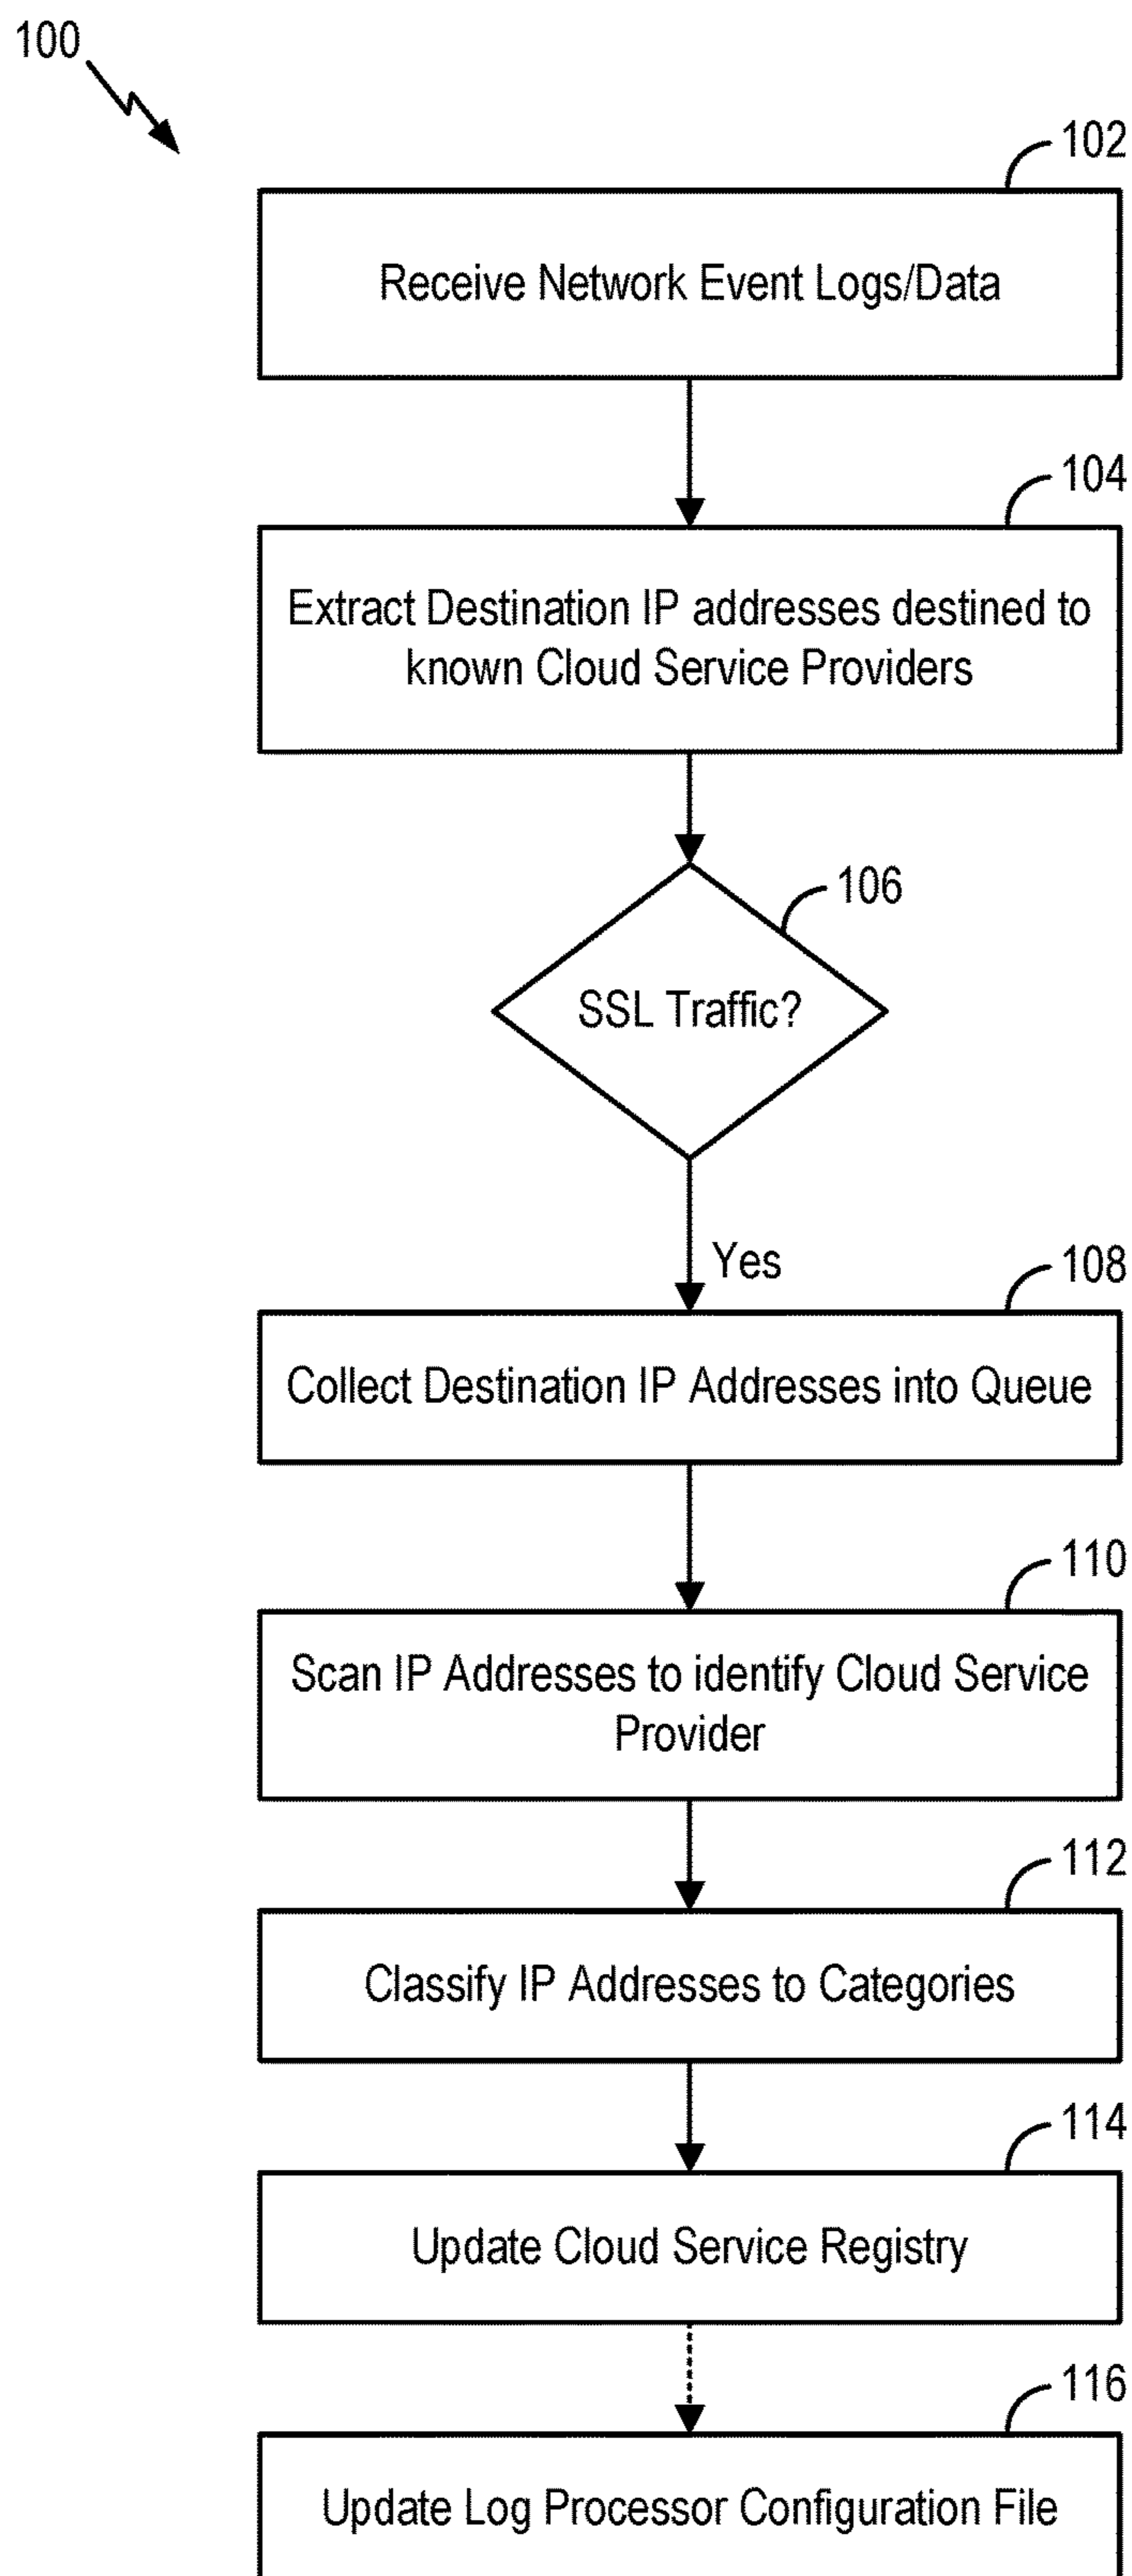 100
102
Receive Network Event Logs/Data
104
Extract Destination IP addresses destined to
known Cloud Service Providers
106
SSL Traffic?
Yes
108
Collect Destination IP Addresses into Queue
110
Scan IP Addresses to identify Cloud Service
Provider
112
Classify IP Addresses to Categories
114
Update Cloud Service Registry
116
Update Log Processor Configuration File